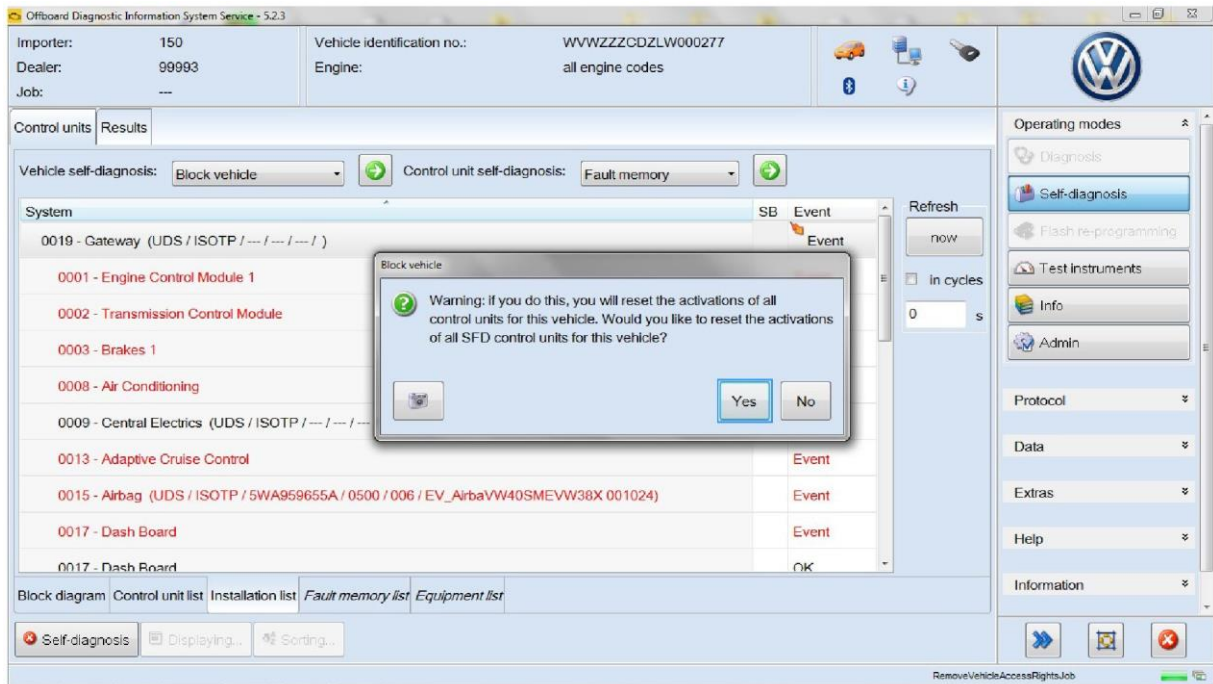 Offboard Diagnostic Information System Service - 5.2.3
Importer: 150
Dealer: 99993
Job: ---
Vehicle identification no.: WVWZZZCDZLW000277
Engine: all engine codes
Control units Results
Vehicle self-diagnosis: Block vehicle
Control unit self-diagnosis: Fault memory
System SB Event
0019 - Gateway (UDS / ISOTP / --- / --- / --- / ) Event
0001 - Engine Control Module 1
0002 - Transmission Control Module
0003 - Brakes 1
0008 - Air Conditioning
0009 - Central Electrics (UDS / ISOTP / --- / --- / ---
0013 - Adaptive Cruise Control Event
0015 - Airbag (UDS / ISOTP / 5WA959655A / 0500 / 006 / EV_AirbaVW40SMEVW38X 001024) Event
0017 - Dash Board Event
0017 - Dash Board OK
Block vehicle
Warning: if you do this, you will reset the activations of all
control units for this vehicle. Would you like to reset the activations
of all SFD control units for this vehicle?
Yes No
Refresh
now
in cycles
0 s
Block diagram Control unit list Installation list Fault memory list Equipment list
Self-diagnosis Displaying... Sorting...
Operating modes
Diagnosis
Self-diagnosis
Flash re-programming
Test instruments
Info
Admin
Protocol
Data
Extras
Help
Information
RemoveVehicleAccessRightsJob